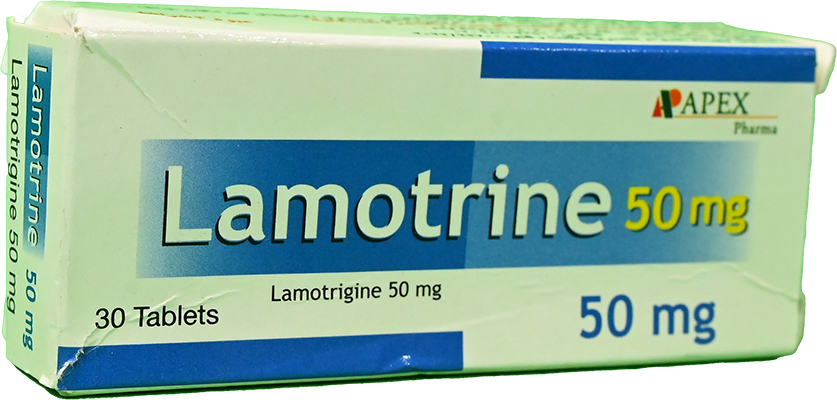 Lamotrine 50 mg
Lamotrigine 50 mg
APEX
Pharma
Lamotrine 50 mg
Lamotrigine 50 mg
30 Tablets
50 mg